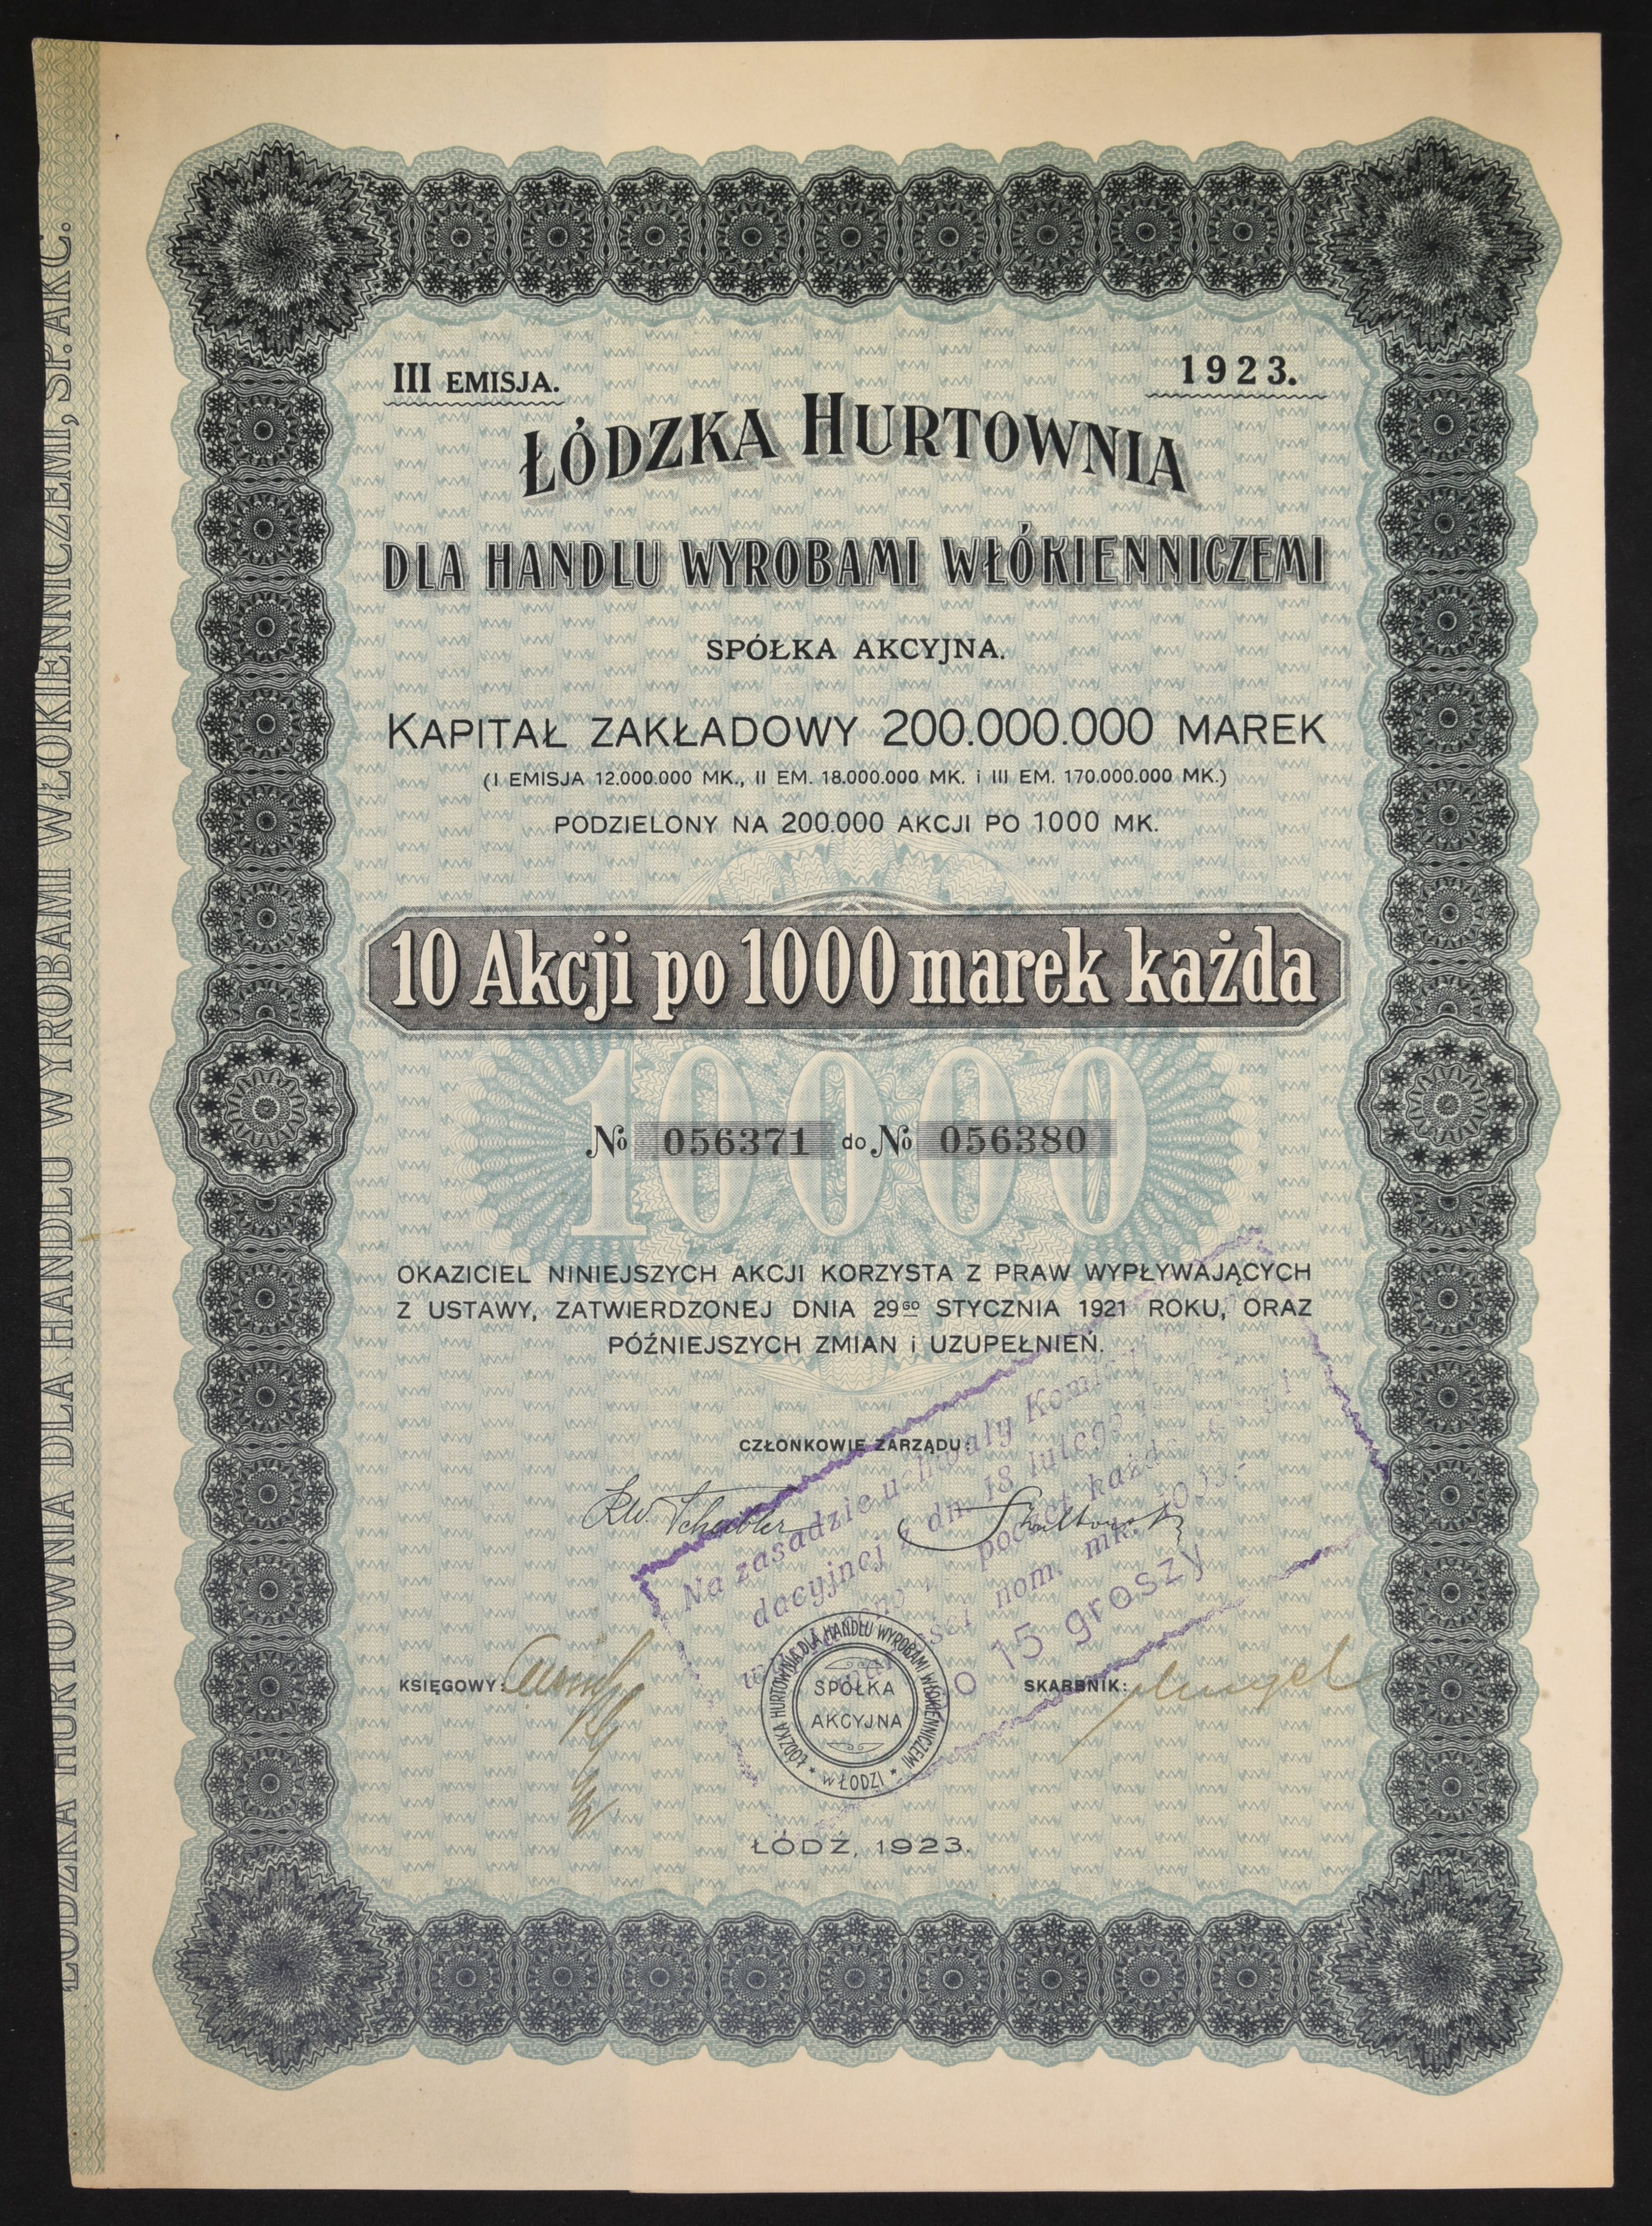 III EMISJA.
1923.
ŁÓDZKA HURTOWNIA
DLA HANDLU WYROBAMI WŁÓKIENNICZEMI
SPÓŁKA AKCYJNA.
KAPITAŁ ZAKŁADOWY 200.000.000 MAREK
(I EMISJA 12.000.000 MK., II EM. 18.000.000 MK. i III EM. 170.000.000 MK.)
PODZIELONY NA 200.000 AKCJI PO 1000 MK.
10 Akcji po 1000 marek każda
10000
№ 056371 do № 056380
OKAZICIEL NINIEJSZYCH AKCJI KORZYSTA Z PRAW WYPŁYWAJĄCYCH
Z USTAWY, ZATWIERDZONEJ DNIA 29GO STYCZNIA 1921 ROKU, ORAZ
PÓŹNIEJSZYCH ZMIAN i UZUPEŁNIEŃ.
CZŁONKOWIE ZARZĄDU:
Na zasadzie uchwały
dacyjnej z dn. 18 lutego
poczet każdej
nom. mk.
15 groszy
KSIĘGOWY:
SKARBNIK:
ŁÓDZKA HURTOWNIA DLA HANDLU WYROBAMI WŁÓKIENNICZEMI
SPÓŁKA
AKCYJNA
* w ŁODZI *
ŁÓDŹ, 1923.
ŁÓDZKA HURTOWNIA DLA HANDLU WYROBAMI WŁÓKIENNICZEMI, SP. AKC.